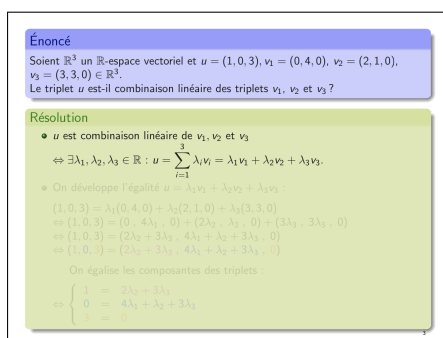 Énoncé
Soient ℝ³ un ℝ-espace vectoriel et u = (1, 0, 3), v₁ = (0, 4, 0), v₂ = (2, 1, 0),
v₃ = (3, 3, 0) ∈ ℝ³.
Le triplet u est-il combinaison linéaire des triplets v₁, v₂ et v₃ ?
Résolution
• u est combinaison linéaire de v₁, v₂ et v₃
⇔ ∃λ₁, λ₂, λ₃ ∈ ℝ : u = ∑_{i=1}^{3} λᵢvᵢ = λ₁v₁ + λ₂v₂ + λ₃v₃.
• On développe l'égalité u = λ₁v₁ + λ₂v₂ + λ₃v₃ :
(1, 0, 3) = λ₁(0, 4, 0) + λ₂(2, 1, 0) + λ₃(3, 3, 0)
⇔ (1, 0, 3) = (0 , 4λ₁ , 0) + (2λ₂ , λ₂ , 0) + (3λ₃ , 3λ₃ , 0)
⇔ (1, 0, 3) = (2λ₂ + 3λ₃ , 4λ₁ + λ₂ + 3λ₃ , 0)
⇔ (1, 0, 3) = (2λ₂ + 3λ₃ , 4λ₁ + λ₂ + 3λ₃ , 0)
On égalise les composantes des triplets :
⇔ { 1 = 2λ₂ + 3λ₃
0 = 4λ₁ + λ₂ + 3λ₃
3 = 0
3